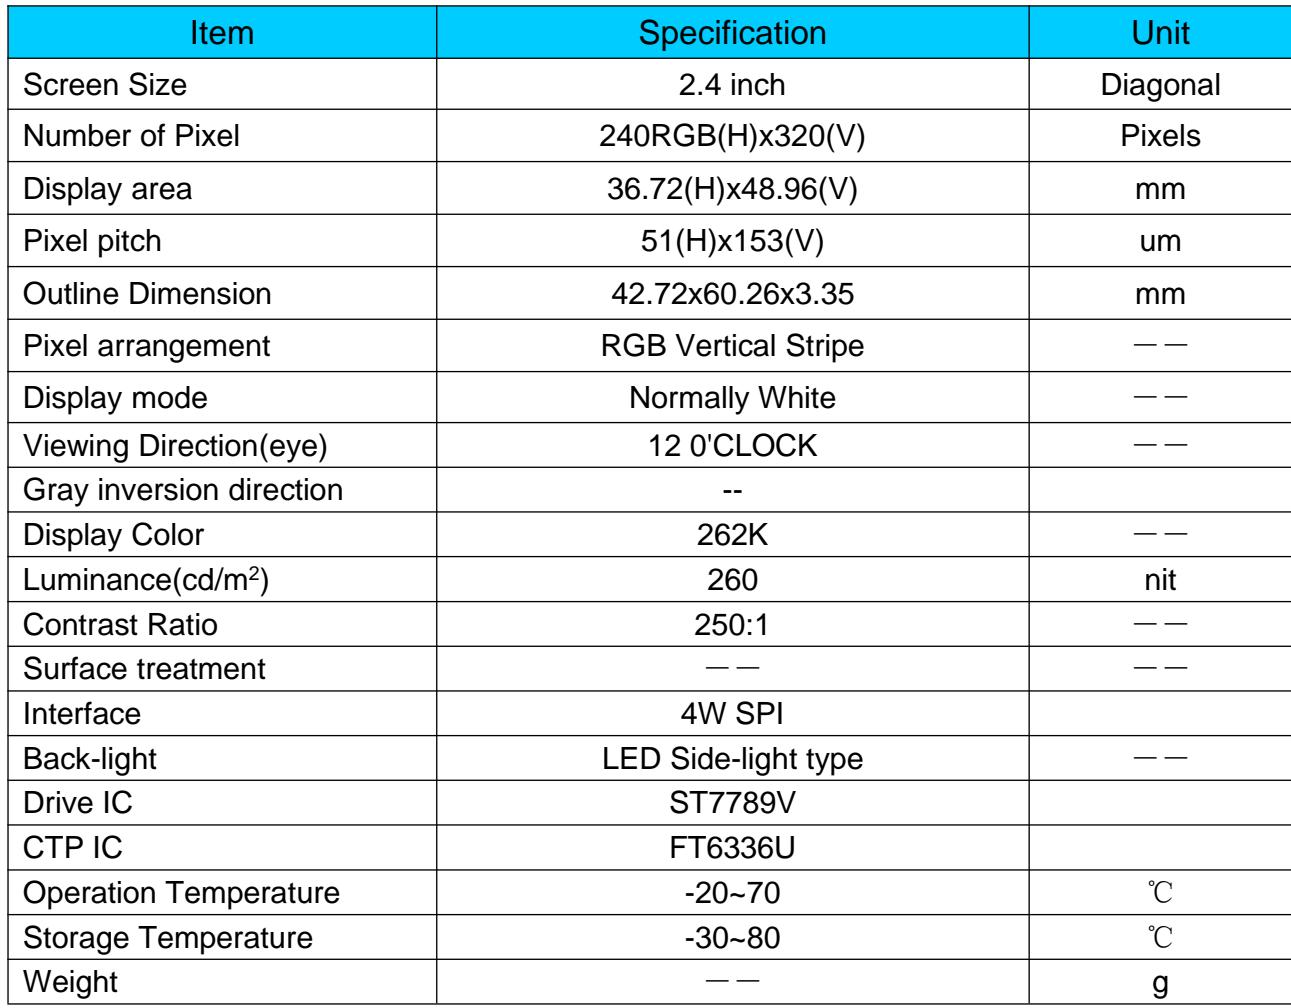 Item Specification Unit
Screen Size 2.4 inch Diagonal
Number of Pixel 240RGB(H)x320(V) Pixels
Display area 36.72(H)x48.96(V) mm
Pixel pitch 51(H)x153(V) um
Outline Dimension 42.72x60.26x3.35 mm
Pixel arrangement RGB Vertical Stripe ——
Display mode Normally White ——
Viewing Direction(eye) 12 0'CLOCK ——
Gray inversion direction --
Display Color 262K ——
Luminance(cd/m²) 260 nit
Contrast Ratio 250:1 ——
Surface treatment —— ——
Interface 4W SPI
Back-light LED Side-light type ——
Drive IC ST7789V
CTP IC FT6336U
Operation Temperature -20~70 ℃
Storage Temperature -30~80 ℃
Weight —— g